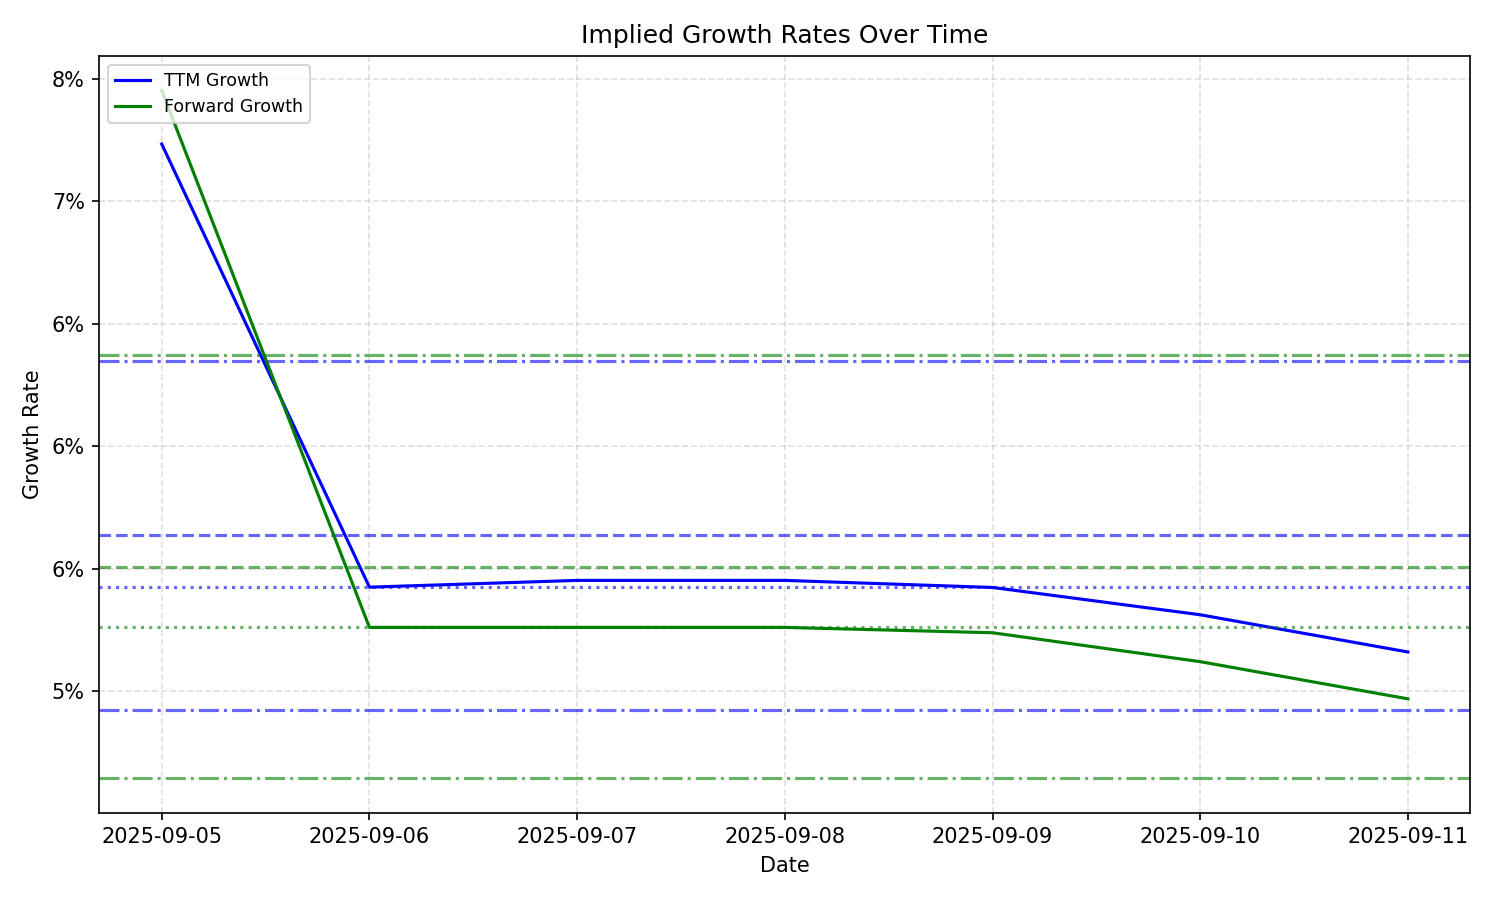 Implied Growth Rates Over Time
TTM Growth
Forward Growth
8%
7%
6%
6%
6%
5%
Growth Rate
2025-09-05
2025-09-06
2025-09-07
2025-09-08
2025-09-09
2025-09-10
2025-09-11
Date